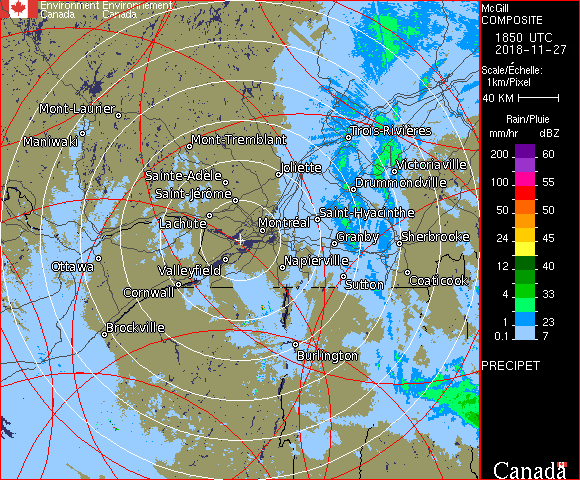 Environment Environnement
Canada Canada
McGill
COMPOSITE
1850 UTC
2018-11-27
Scale/Échelle:
1km/Pixel
40 KM
Rain/Pluie
mm/hr dBZ
200 60
155 55
100 55
50 50
24 45
12 40
4 33
1 23
0.1 7
PRECIPET
Canada
Mont-Laurier
Maniwaki
Mont-Tremblant
Trois-Rivières
Joliette
Victoriaville
Sainte-Adèle
Drummondville
Saint-Jérôme
Lachute
Saint-Hyacinthe
Montréal
Granby
Sherbrooke
Ottawa
Valleyfield
Napierville
Sutton
Coaticook
Cornwall
Brockville
Burlington